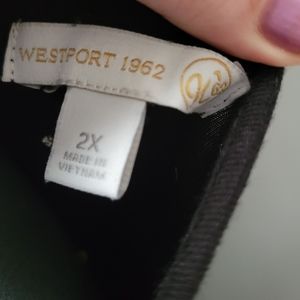 WESTPORT 1962
2X
MADE IN
VIETNAM